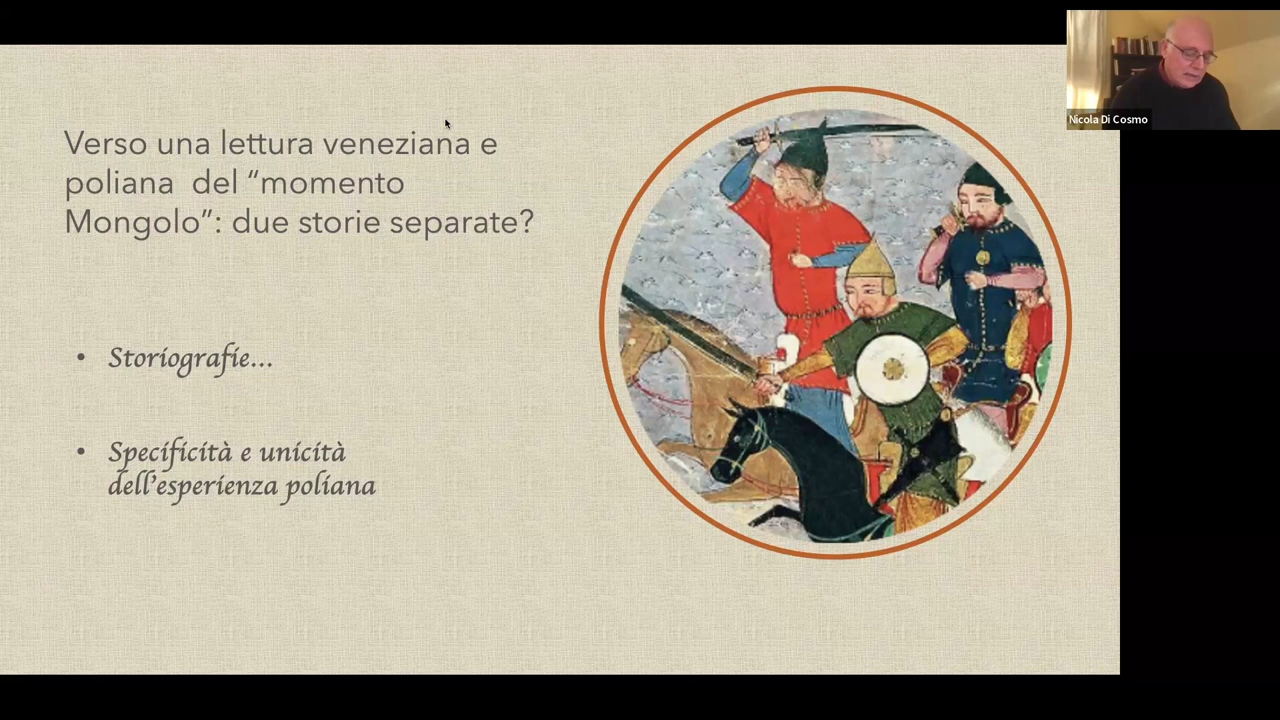 Verso una lettura veneziana e
poliana del “momento
Mongolo”: due storie separate?
• Storiografie...
• Specificità e unicità
dell’esperienza poliana
Nicola Di Cosmo